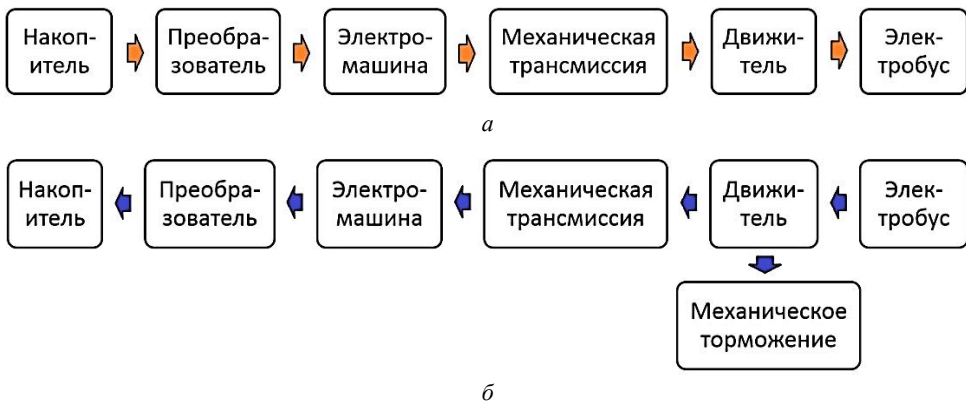 Накоп-
итель
Преобра-
зователь
Электро-
машина
Механическая
трансмиссия
Движи-
тель
Элек-
тробус
а
Накоп-
итель
Преобра-
зователь
Электро-
машина
Механическая
трансмиссия
Движи-
тель
Элек-
тробус
Механическое
торможение
б